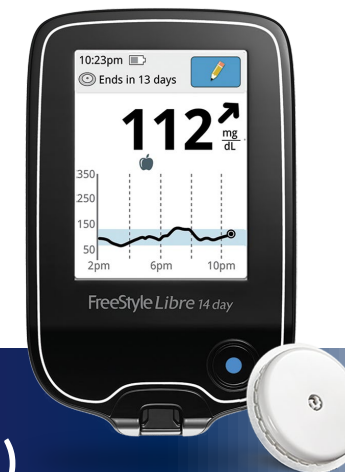 10:23pm
Ends in 13 days
112 mg/dL
350
250
150
50
2pm 6pm 10pm
FreeStyle Libre 14 day
)